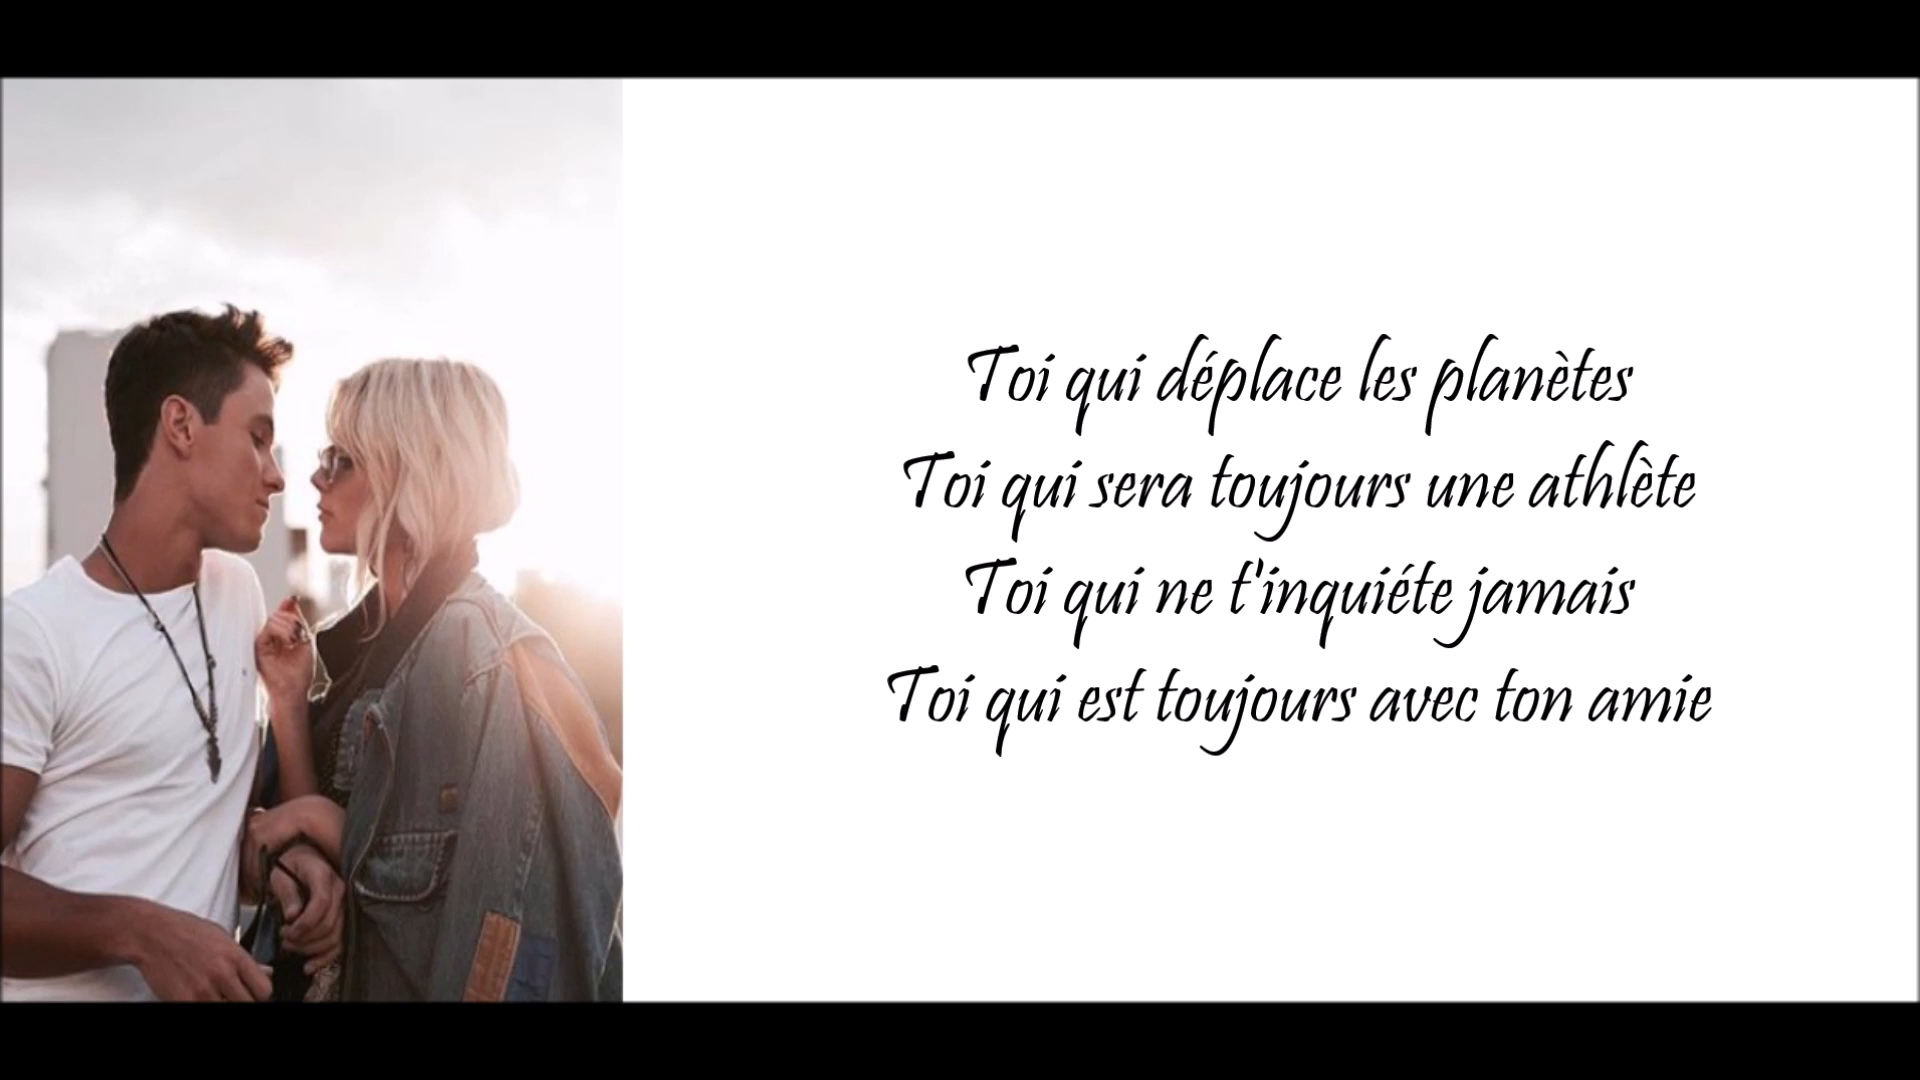 Toi qui déplace les planètes
Toi qui sera toujours une athlète
Toi qui ne t'inquiéte jamais
Toi qui est toujours avec ton amie